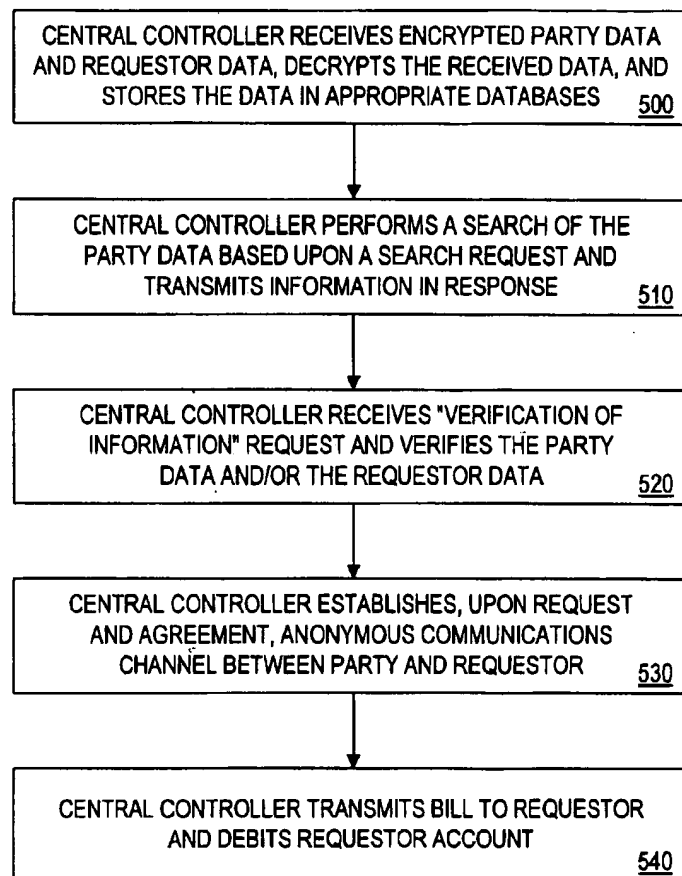 CENTRAL CONTROLLER RECEIVES ENCRYPTED PARTY DATA
AND REQUESTOR DATA, DECRYPTS THE RECEIVED DATA, AND
STORES THE DATA IN APPROPRIATE DATABASES
500
CENTRAL CONTROLLER PERFORMS A SEARCH OF THE
PARTY DATA BASED UPON A SEARCH REQUEST AND
TRANSMITS INFORMATION IN RESPONSE
510
CENTRAL CONTROLLER RECEIVES "VERIFICATION OF
INFORMATION" REQUEST AND VERIFIES THE PARTY
DATA AND/OR THE REQUESTOR DATA
520
CENTRAL CONTROLLER ESTABLISHES, UPON REQUEST
AND AGREEMENT, ANONYMOUS COMMUNICATIONS
CHANNEL BETWEEN PARTY AND REQUESTOR
530
CENTRAL CONTROLLER TRANSMITS BILL TO REQUESTOR
AND DEBITS REQUESTOR ACCOUNT
540